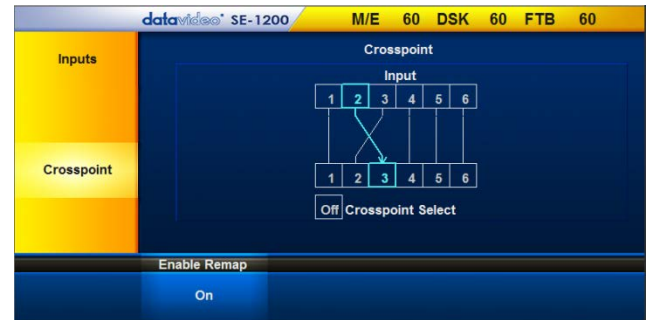 datavideo SE-1200 M/E 60 DSK 60 FTB 60
Inputs
Crosspoint
Crosspoint
Input
1 2 3 4 5 6
1 2 3 4 5 6
Off Crosspoint Select
Enable Remap
On